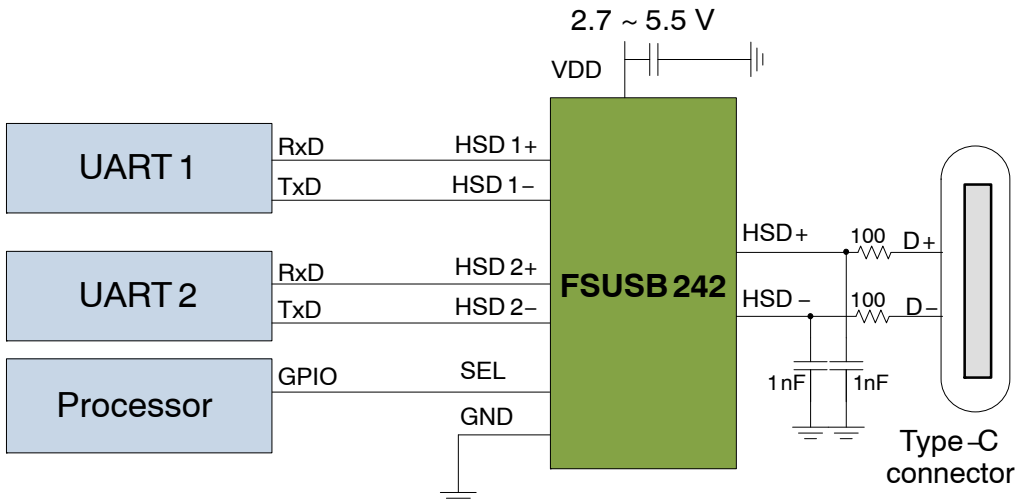 2.7 ~ 5.5 V
VDD
UART 1
RxD
HSD 1+
TxD
HSD 1−
UART 2
RxD
HSD 2+
TxD
HSD 2−
FSUSB 242
HSD+
100
D+
HSD −
100
D−
1nF
1nF
Processor
GPIO
SEL
GND
Type −C
connector